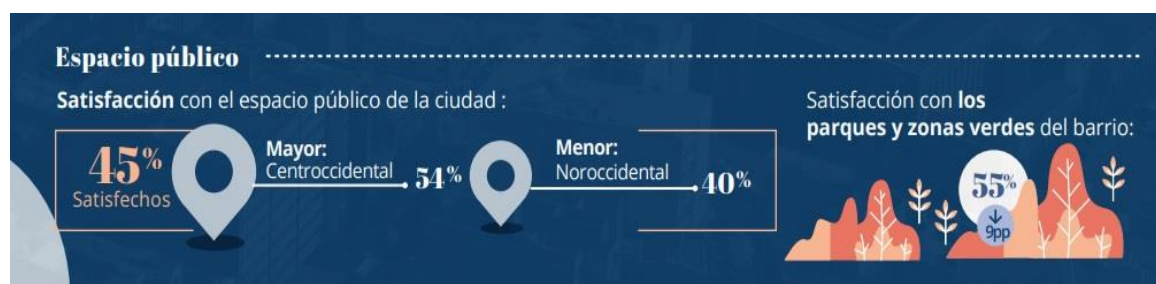 Espacio público
Satisfacción con el espacio público de la ciudad :
45%
Satisfechos
Mayor:
Centroccidental
54%
Menor:
Noroccidental
40%
Satisfacción con los
parques y zonas verdes del barrio:
55%
↓
9pp